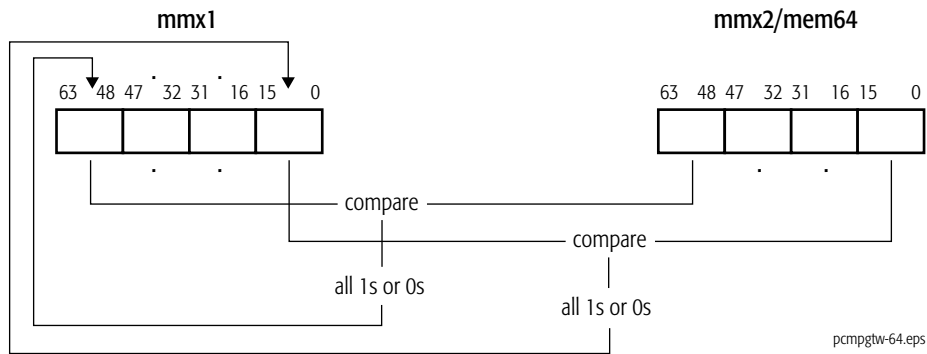 mmx1 mmx2/mem64
. . 
63 48 47 32 31 16 15 0 63 48 47 32 31 16 15 0
. . . .
compare
compare
all 1s or 0s
all 1s or 0s
pcmpgtw-64.eps